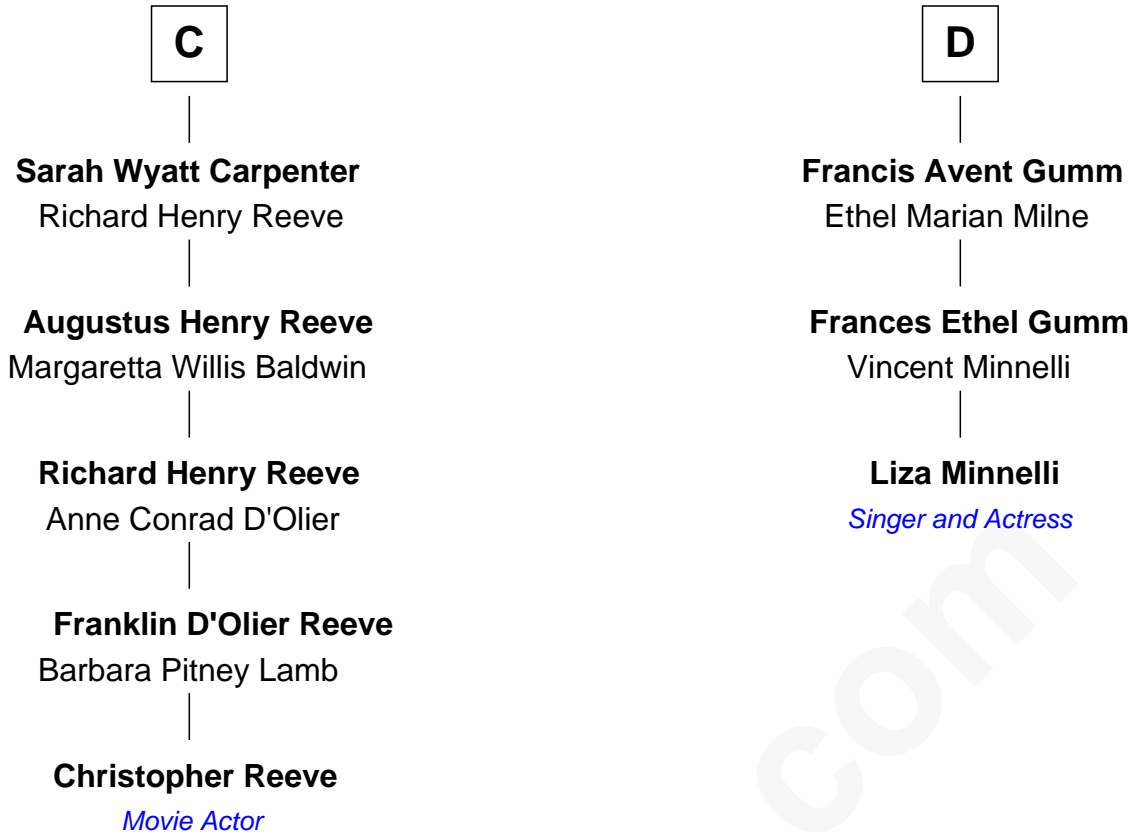 C
Sarah Wyatt Carpenter
Richard Henry Reeve
Augustus Henry Reeve
Margaretta Willis Baldwin
Richard Henry Reeve
Anne Conrad D'Olier
Franklin D'Olier Reeve
Barbara Pitney Lamb
Christopher Reeve
Movie Actor
D
Francis Avent Gumm
Ethel Marian Milne
Frances Ethel Gumm
Vincent Minnelli
Liza Minnelli
Singer and Actress
com